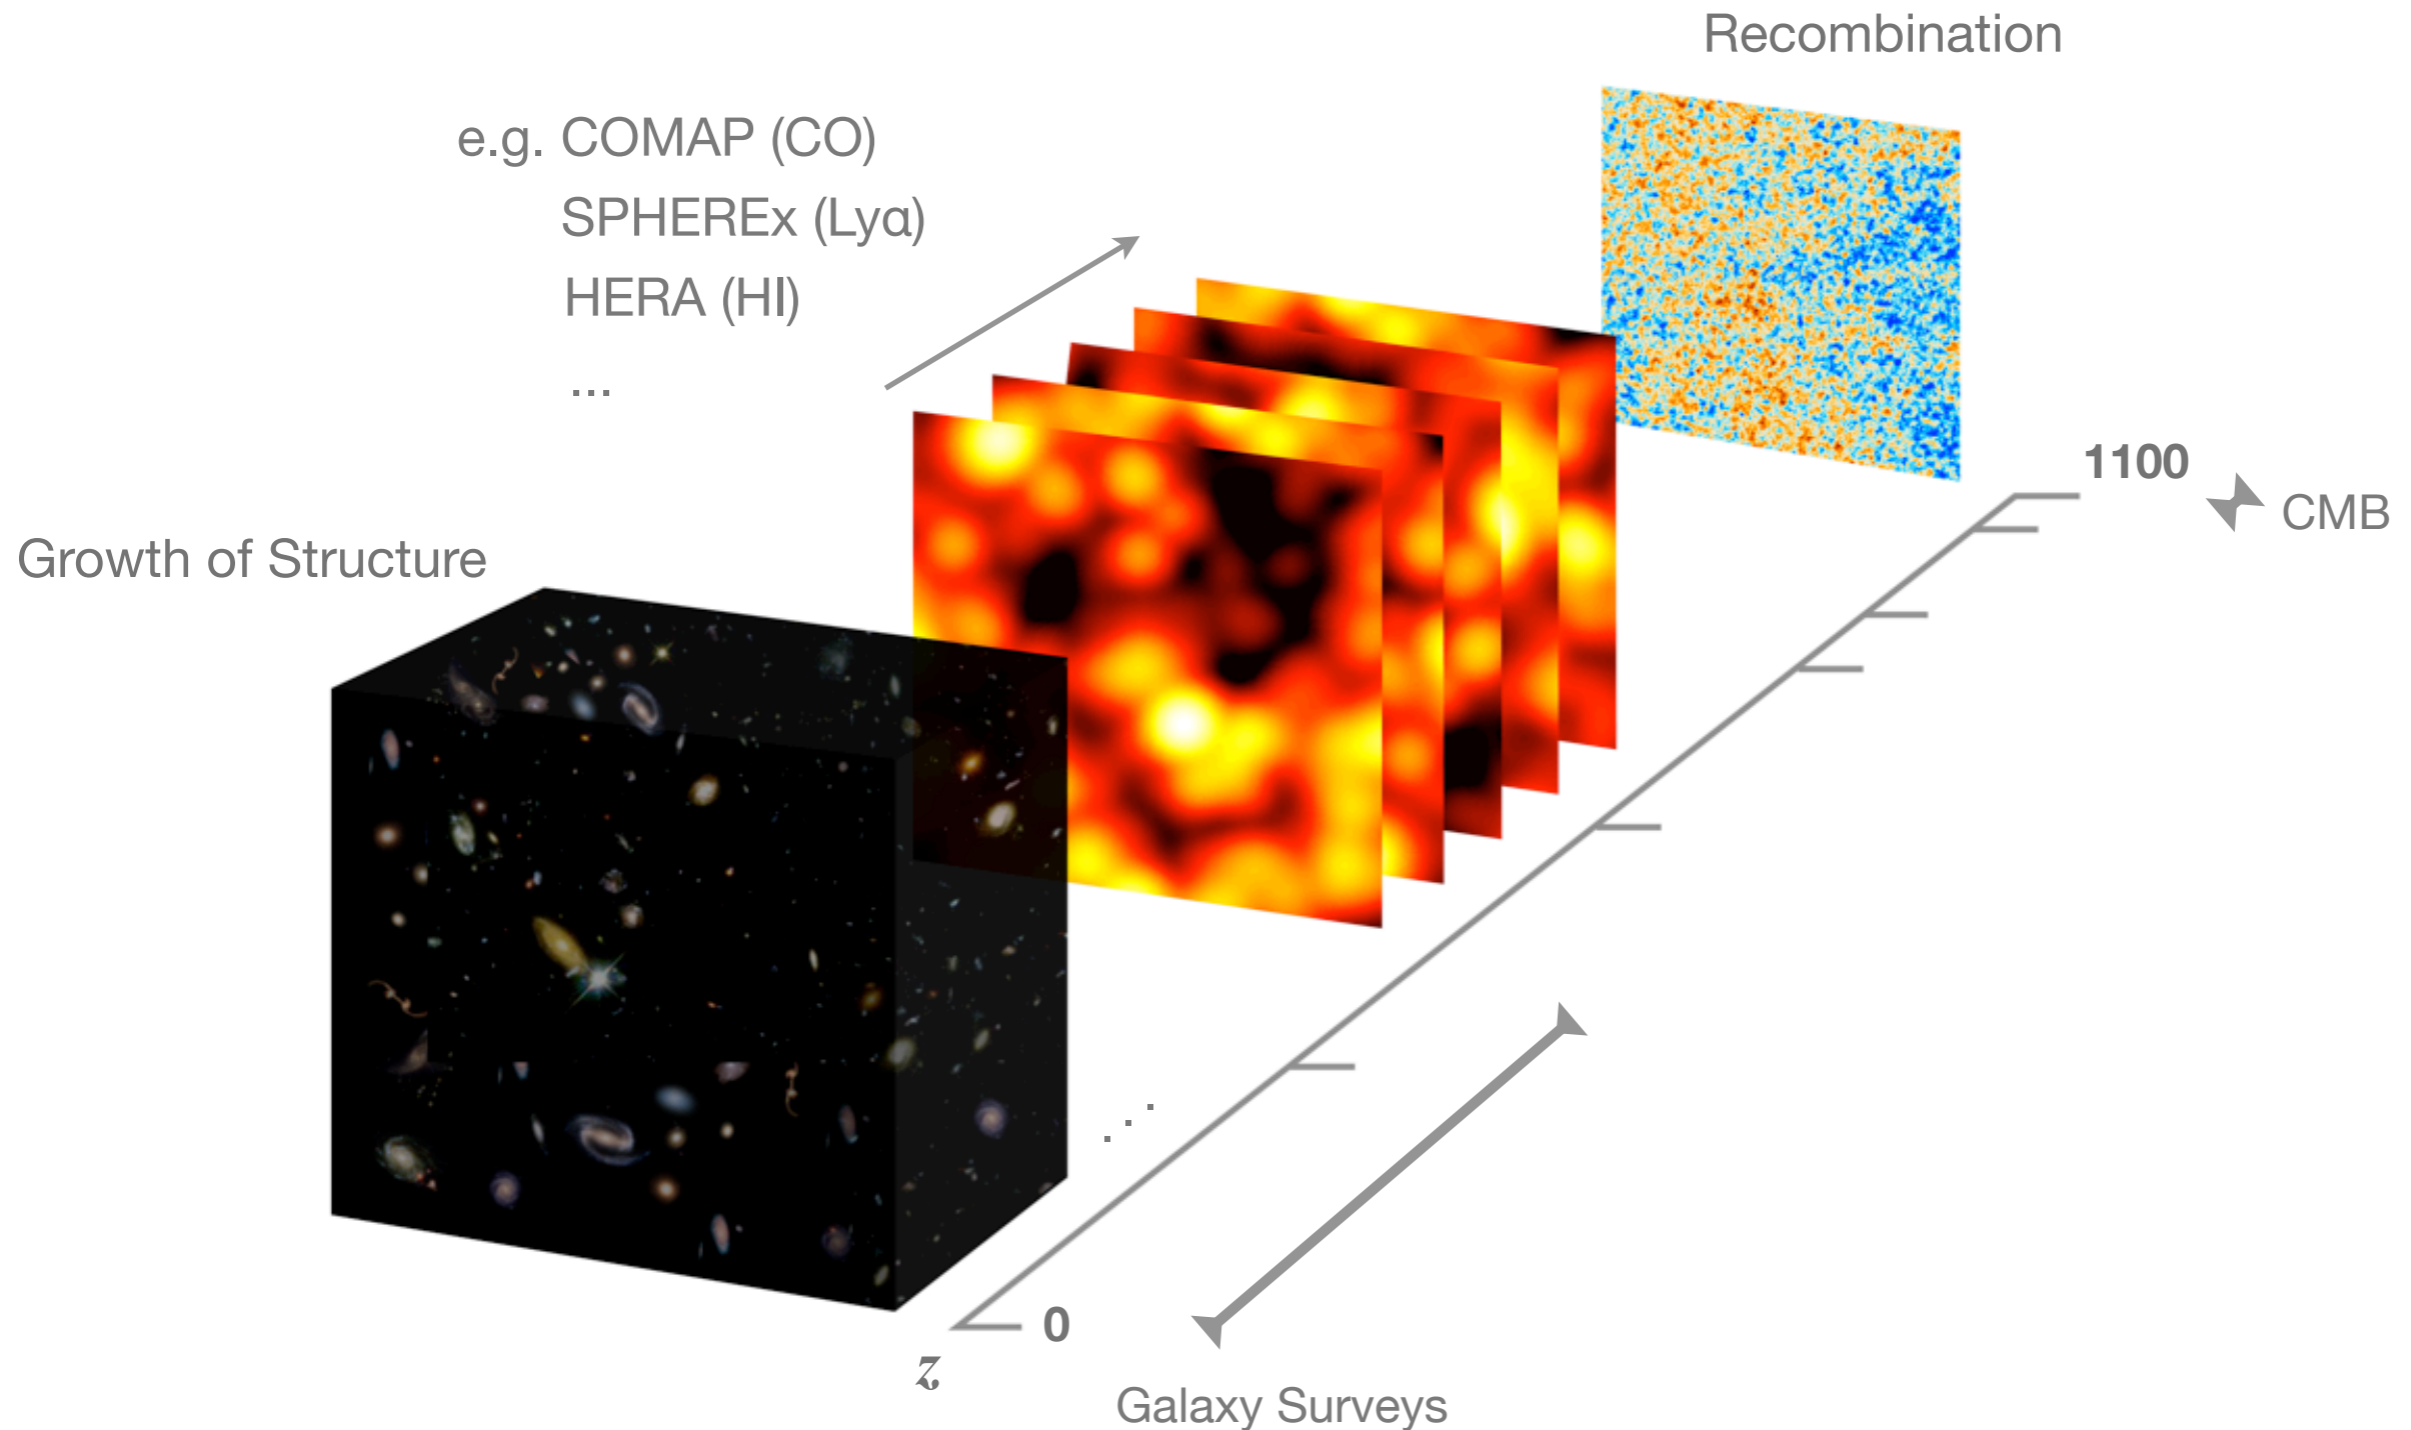 Recombination
e.g. COMAP (CO)
SPHEREx (Lyα)
HERA (HI)
...
1100
CMB
Growth of Structure
...
0
z
Galaxy Surveys